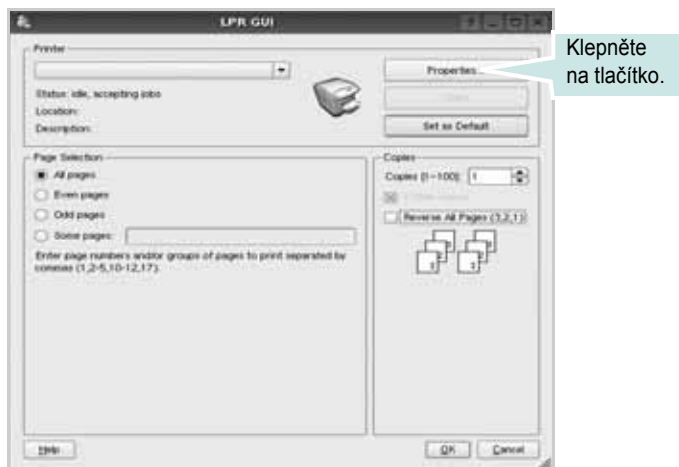 LPR GUI
Klepněte
na tlačítko.
Printer
Properties...
Status: idle, accepting jobs
Location:
Description:
Set as Default
Page Selection
All pages
Even pages
Odd pages
Some pages:
Enter page numbers and/or groups of pages to print separated by
commas (1,2-5,10-12,17).
Copies
Copies [1~100]: 1
Reverse All Pages (3,2,1)
Help
OK
Cancel